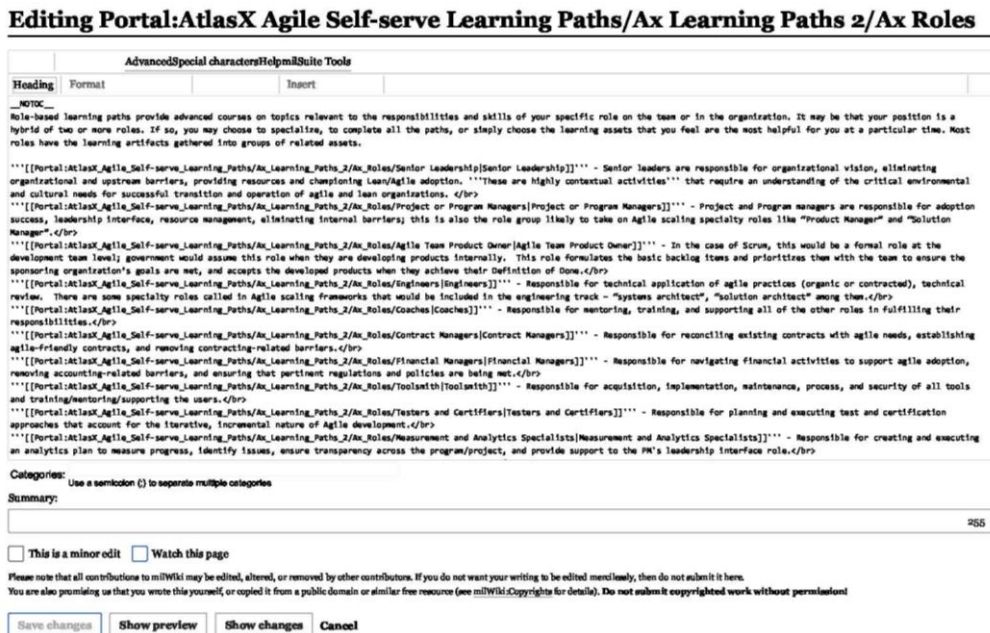 Editing Portal:AtlasX Agile Self-serve Learning Paths/Ax Learning Paths 2/Ax Roles
AdvancedSpecial charactersHelpmilSuite Tools
Heading Format Insert
__NOTOC__
Role-based learning paths provide advanced courses on topics relevant to the responsibilities and skills of your specific role on the team or in the organization. It may be that your position is a
hybrid of two or more roles. If so, you may choose to specialize, to complete all the paths, or simply choose the learning assets that you feel are the most helpful for you at a particular time. Most
roles have the learning artifacts gathered into groups of related assets.
'''[[Portal:AtlasX_Agile_Self-serve_Learning_Paths/Ax_Learning_Paths_2/Ax_Roles/Senior Leadership|Senior Leadership]]''' - Senior leaders are responsible for organizational vision, eliminating
organizational and upstream barriers, providing resources and championing Lean/Agile adoption. '''These are highly contextual activities''' that require an understanding of the critical environmental
and cultural needs for successful transition and operation of agile and lean organizations. </br>
'''[[Portal:AtlasX_Agile_Self-serve_Learning_Paths/Ax_Learning_Paths_2/Ax_Roles/Project or Program Managers|Project or Program Managers]]''' - Project and Program managers are responsible for adoption
success, leadership interface, resource management, eliminating internal barriers; this is also the role group likely to take on Agile scaling specialty roles like "Product Manager" and "Solution
Manager".</br>
'''[[Portal:AtlasX_Agile_Self-serve_Learning_Paths/Ax_Learning_Paths_2/Ax_Roles/Agile Team Product Owner|Agile Team Product Owner]]''' - In the case of Scrum, this would be a formal role at the
development team level; government would assume this role when they are developing products internally.  This role formulates the basic backlog items and prioritizes them with the team to ensure the
sponsoring organization's goals are met, and accepts the developed products when they achieve their Definition of Done.</br>
'''[[Portal:AtlasX_Agile_Self-serve_Learning_Paths/Ax_Learning_Paths_2/Ax_Roles/Engineers|Engineers]]''' - Responsible for technical application of agile practices (organic or contracted), technical
review.  There are some specialty roles called in Agile scaling frameworks that would be included in the engineering track – "systems architect", "solution architect" among them.</br>
'''[[Portal:AtlasX_Agile_Self-serve_Learning_Paths/Ax_Learning_Paths_2/Ax_Roles/Coaches|Coaches]]''' - Responsible for mentoring, training, and supporting all of the other roles in fulfilling their
responsibilities.</br>
'''[[Portal:AtlasX_Agile_Self-serve_Learning_Paths/Ax_Learning_Paths_2/Ax_Roles/Contract Managers|Contract Managers]]''' - Responsible for reconciling existing contracts with agile needs, establishing
agile-friendly contracts, and removing contracting-related barriers.</br>
'''[[Portal:AtlasX_Agile_Self-serve_Learning_Paths/Ax_Learning_Paths_2/Ax_Roles/Financial Managers|Financial Managers]]''' - Responsible for navigating financial activities to support agile adoption,
removing accounting-related barriers, and ensuring that pertinent regulations and policies are being met.</br>
'''[[Portal:AtlasX_Agile_Self-serve_Learning_Paths/Ax_Learning_Paths_2/Ax_Roles/Toolsmith|Toolsmith]]''' - Responsible for acquisition, implementation, maintenance, process, and security of all tools
and training/mentoring/supporting the users.</br>
'''[[Portal:AtlasX_Agile_Self-serve_Learning_Paths/Ax_Learning_Paths_2/Ax_Roles/Testers and Certifiers|Testers and Certifiers]]''' - Responsible for planning and executing test and certification
approaches that account for the iterative, incremental nature of Agile development.</br>
'''[[Portal:AtlasX_Agile_Self-serve_Learning_Paths/Ax_Learning_Paths_2/Ax_Roles/Measurement and Analytics Specialists|Measurement and Analytics Specialists]]''' - Responsible for creating and executing
an analytics plan to measure progress, identify issues, ensure transparency across the program/project, and provide support to the PM's leadership interface role.</br>
Categories: Use a semicolon (;) to separate multiple categories
Summary:
255
This is a minor edit Watch this page
Please note that all contributions to milWiki may be edited, altered, or removed by other contributors. If you do not want your writing to be edited mercilessly, then do not submit it here.
You are also promising us that you wrote this yourself, or copied it from a public domain or similar free resource (see milWiki:Copyrights for details). Do not submit copyrighted work without permission!
Save changes Show preview Show changes Cancel